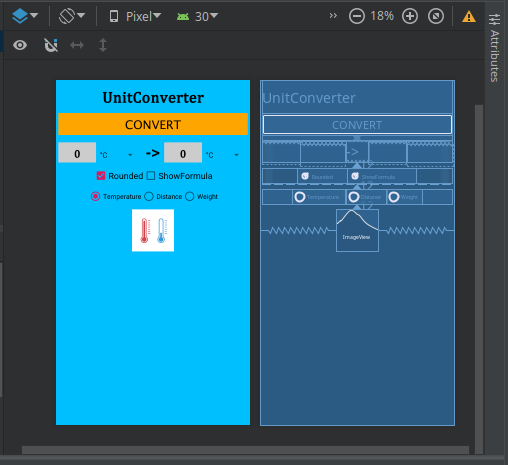 Pixel 30 18%
Attributes
UnitConverter
CONVERT
0 °C -> 0 °C
Rounded ShowFormula
Temperature Distance Weight
UnitConverter
CONVERT
->
Rounded ShowFormula
Temperature Distance Weight
ImageView